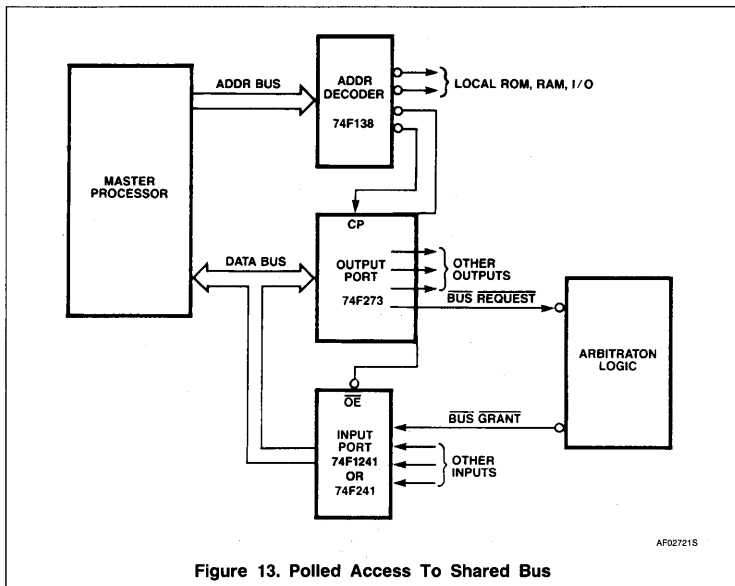 MASTER
PROCESSOR
ADDR BUS
ADDR
DECODER
74F138
LOCAL ROM, RAM, I/O
DATA BUS
CP
OUTPUT
PORT
74F273
OTHER
OUTPUTS
BUS REQUEST
ARBITRATON
LOGIC
OE
INPUT
PORT
74F1241
OR
74F241
BUS GRANT
OTHER
INPUTS
AF02721S
Figure 13. Polled Access To Shared Bus